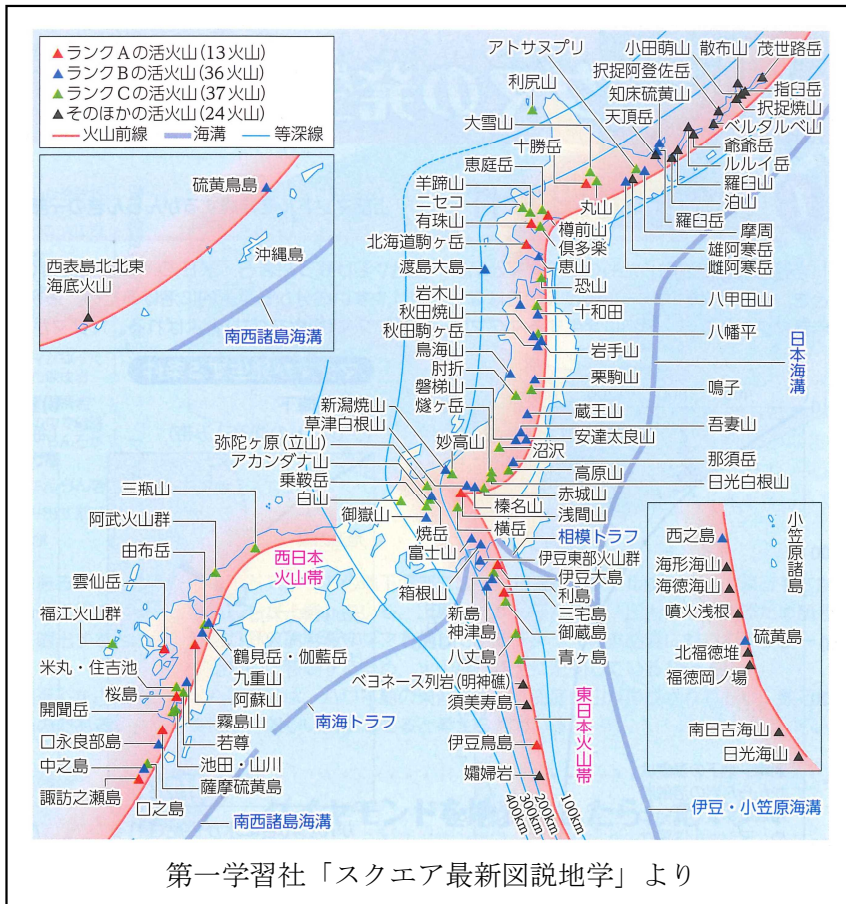 ▲ランクAの活火山(13火山)
▲ランクBの活火山(36火山)
▲ランクCの活火山(37火山)
▲そのほかの活火山(24火山)
火山前線 海溝 等深線
硫黄鳥島
沖縄島
西表島北北東
海底火山
南西諸島海溝
アトサヌプリ
利尻山
大雪山
十勝岳
恵庭岳
羊蹄山
ニセコ
有珠山
北海道駒ヶ岳
渡島大島
小田萌山
散布山
茂世路岳
択捉阿登佐岳
知床硫黄山
天頂岳
指臼岳
択捉焼山
ベルタルベ山
爺爺岳
ルルイ岳
羅臼山
泊山
羅臼岳
摩周
雄阿寒岳
雌阿寒岳
丸山
樽前山
倶多楽
恵山
恐山
岩木山
秋田焼山
秋田駒ヶ岳
鳥海山
肘折
磐梯山
燧ヶ岳
八甲田山
十和田
八幡平
岩手山
栗駒山
鳴子
蔵王山
吾妻山
安達太良山
沼沢
那須岳
高原山
日光白根山
赤城山
榛名山
浅間山
横岳
日本海溝
新潟焼山
草津白根山
妙高山
弥陀ヶ原(立山)
アカンダナ山
乗鞍岳
白山
御嶽山
焼岳
富士山
箱根山
相模トラフ
伊豆東部火山群
伊豆大島
利島
新島
三宅島
神津島
御蔵島
八丈島
青ヶ島
ベヨネース列岩(明神礁)
須美寿島
伊豆鳥島
孀婦岩
東日本
火山帯
三瓶山
阿武火山群
由布岳
雲仙岳
福江火山群
西日本
火山帯
鶴見岳・伽藍岳
九重山
米丸・住吉池
阿蘇山
桜島
霧島山
開聞岳
若尊
口永良部島
池田・山川
中之島
薩摩硫黄島
諏訪之瀬島
口之島
南海トラフ
南西諸島海溝
400km
300km
200km
100km
伊豆・小笠原海溝
西之島
小笠原諸島
海形海山
海徳海山
噴火浅根
硫黄島
北福徳堆
福徳岡ノ場
南日吉海山
日光海山
第一学習社「スクエア最新図説地学」より